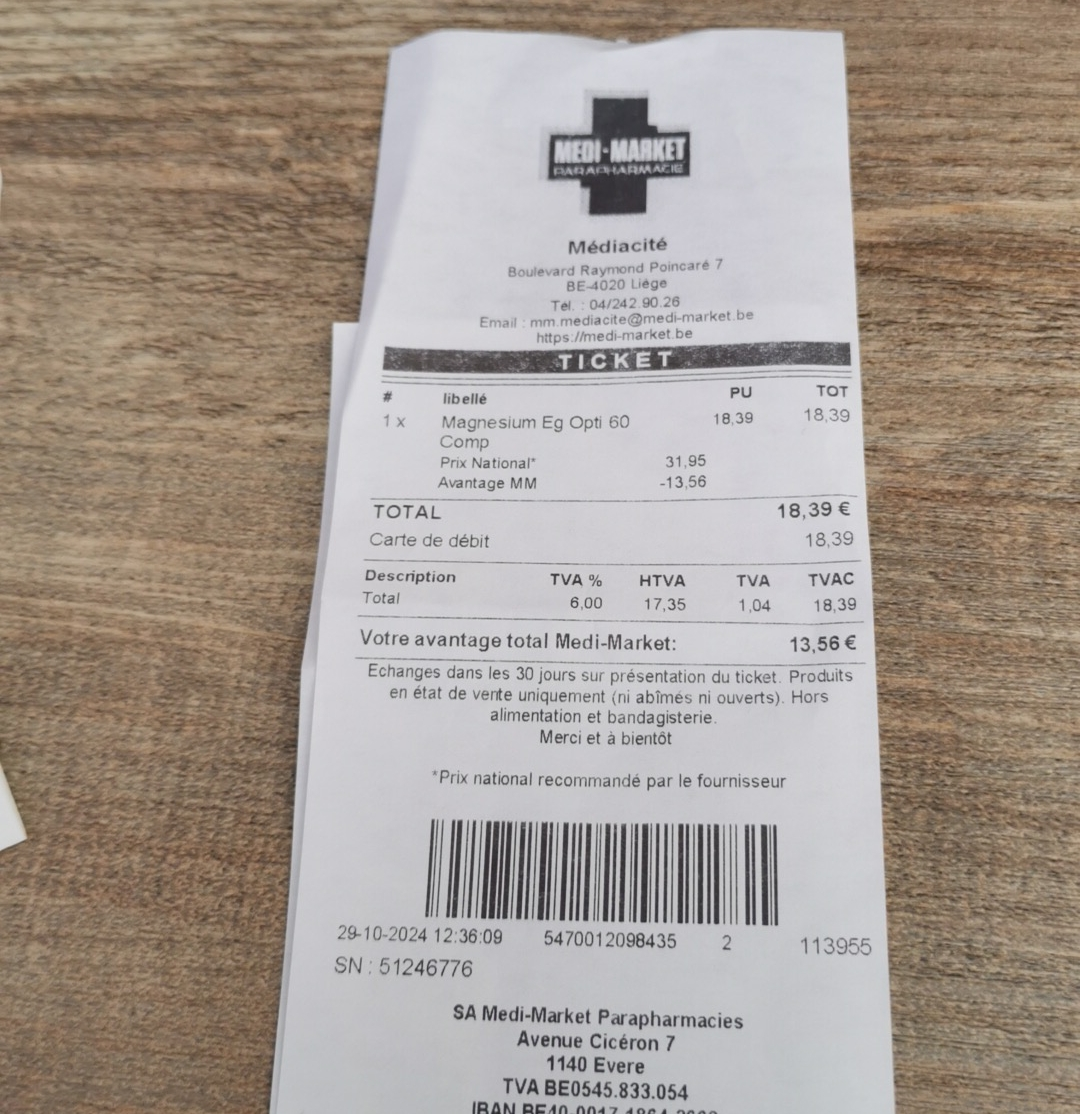 MEDI-MARKET
PARAPHARMACIE
Médiacité
Boulevard Raymond Poincaré 7
BE-4020 Liège
Tél. : 04/242.90.26
Email : mm.mediacite@medi-market.be
https://medi-market.be
TICKET
# libellé PU TOT
1 x Magnesium Eg Opti 60 18,39 18,39
Comp
Prix National* 31,95
Avantage MM -13,56
TOTAL 18,39 €
Carte de débit 18,39
Description TVA % HTVA TVA TVAC
Total 6,00 17,35 1,04 18,39
Votre avantage total Medi-Market: 13,56 €
Echanges dans les 30 jours sur présentation du ticket. Produits
en état de vente uniquement (ni abîmés ni ouverts). Hors
alimentation et bandagisterie.
Merci et à bientôt
*Prix national recommandé par le fournisseur
29-10-2024 12:36:09 5470012098435 2 113955
SN : 51246776
SA Medi-Market Parapharmacies
Avenue Cicéron 7
1140 Evere
TVA BE0545.833.054
IBAN BE40 0017